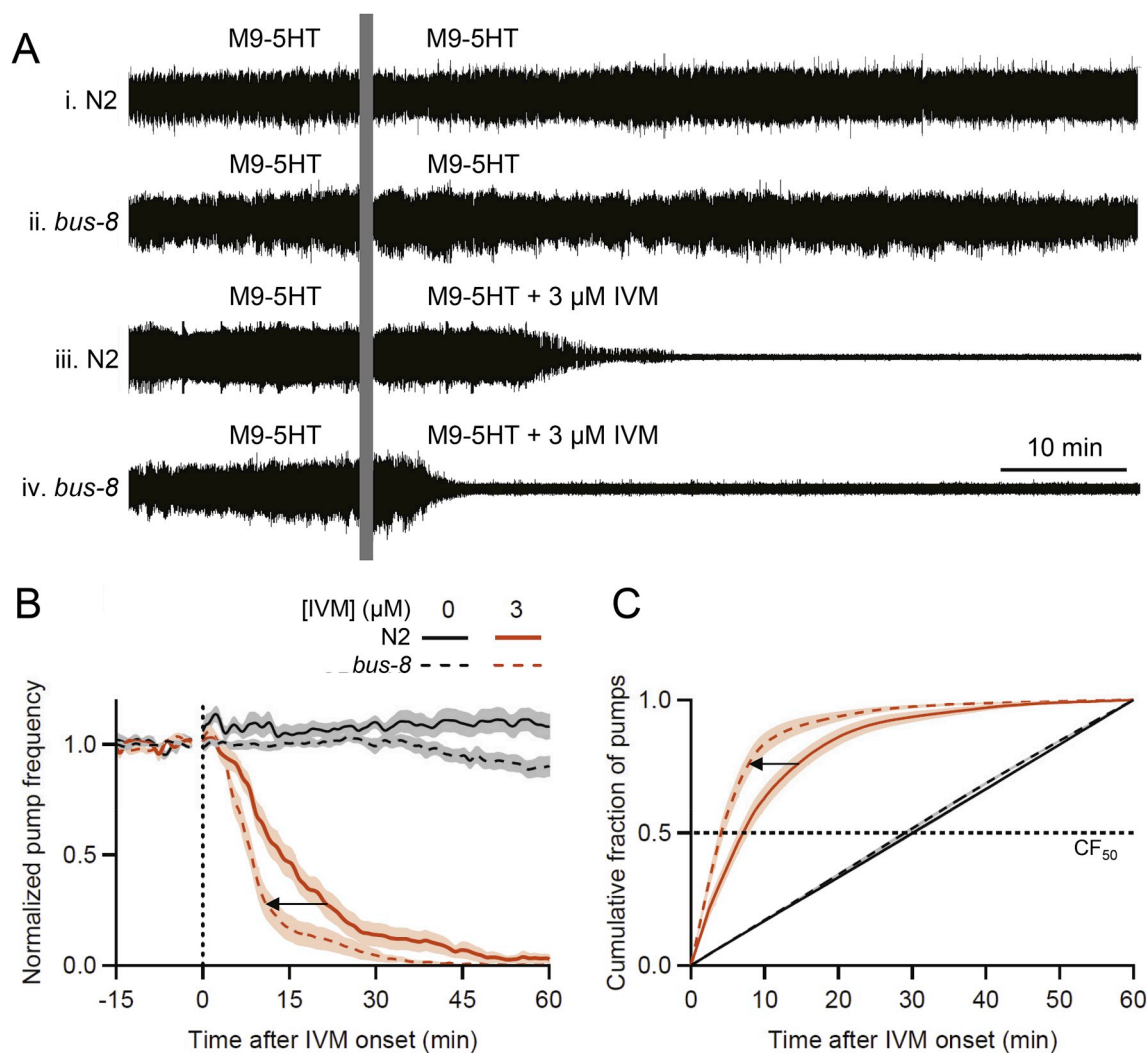 A
M9-5HT M9-5HT
i. N2
M9-5HT M9-5HT
ii. bus-8
M9-5HT M9-5HT + 3 µM IVM
iii. N2
M9-5HT M9-5HT + 3 µM IVM
10 min
iv. bus-8
B
[IVM] (µM) 0 3
N2
bus-8
Normalized pump frequency
1.0
0.5
0.0
-15 0 15 30 45 60
Time after IVM onset (min)
C
Cumulative fraction of pumps
1.0
0.5
0.0
CF50
0 10 20 30 40 50 60
Time after IVM onset (min)